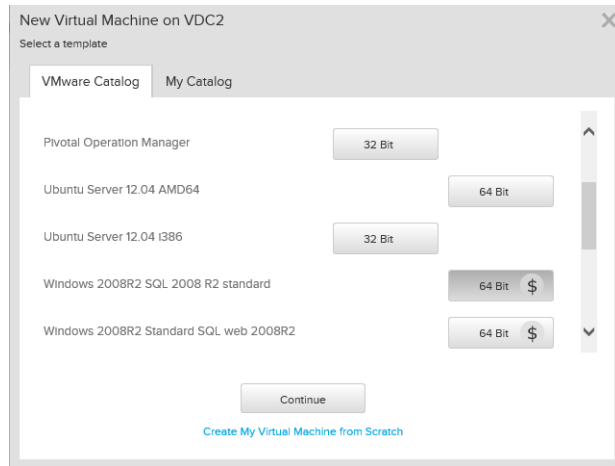 New Virtual Machine on VDC2
Select a template
VMware Catalog My Catalog
Pivotal Operation Manager 32 Bit
Ubuntu Server 12.04 AMD64 64 Bit
Ubuntu Server 12.04 i386 32 Bit
Windows 2008R2 SQL 2008 R2 standard 64 Bit $
Windows 2008R2 Standard SQL web 2008R2 64 Bit $
Continue
Create My Virtual Machine from Scratch